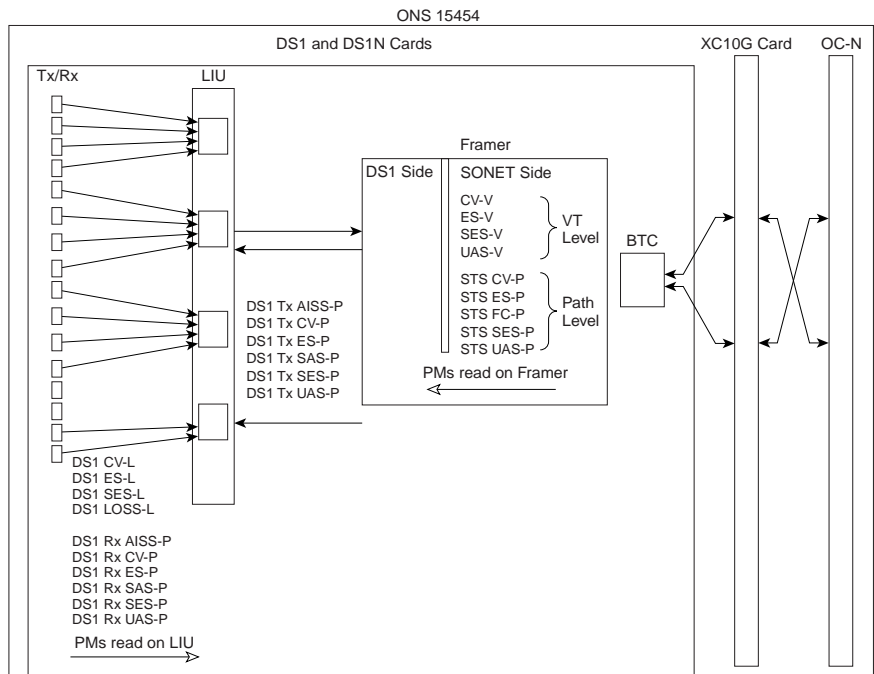 ONS 15454
DS1 and DS1N Cards
XC10G Card
OC-N
Tx/Rx
LIU
Framer
DS1 Side
SONET Side
CV-V
ES-V
SES-V
UAS-V
VT
Level
BTC
STS CV-P
STS ES-P
STS FC-P
STS SES-P
STS UAS-P
Path
Level
PMs read on Framer
DS1 Tx AISS-P
DS1 Tx CV-P
DS1 Tx ES-P
DS1 Tx SAS-P
DS1 Tx SES-P
DS1 Tx UAS-P
DS1 CV-L
DS1 ES-L
DS1 SES-L
DS1 LOSS-L
DS1 Rx AISS-P
DS1 Rx CV-P
DS1 Rx ES-P
DS1 Rx SAS-P
DS1 Rx SES-P
DS1 Rx UAS-P
PMs read on LIU